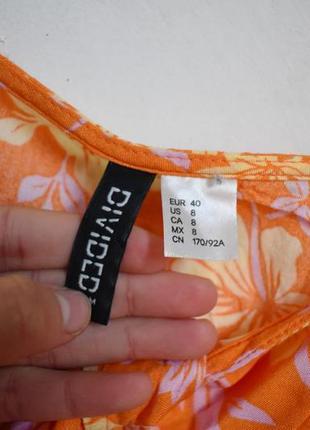 DIVIDED
EUR 40
US 8
CA 8
MX 8
CN 170/92A